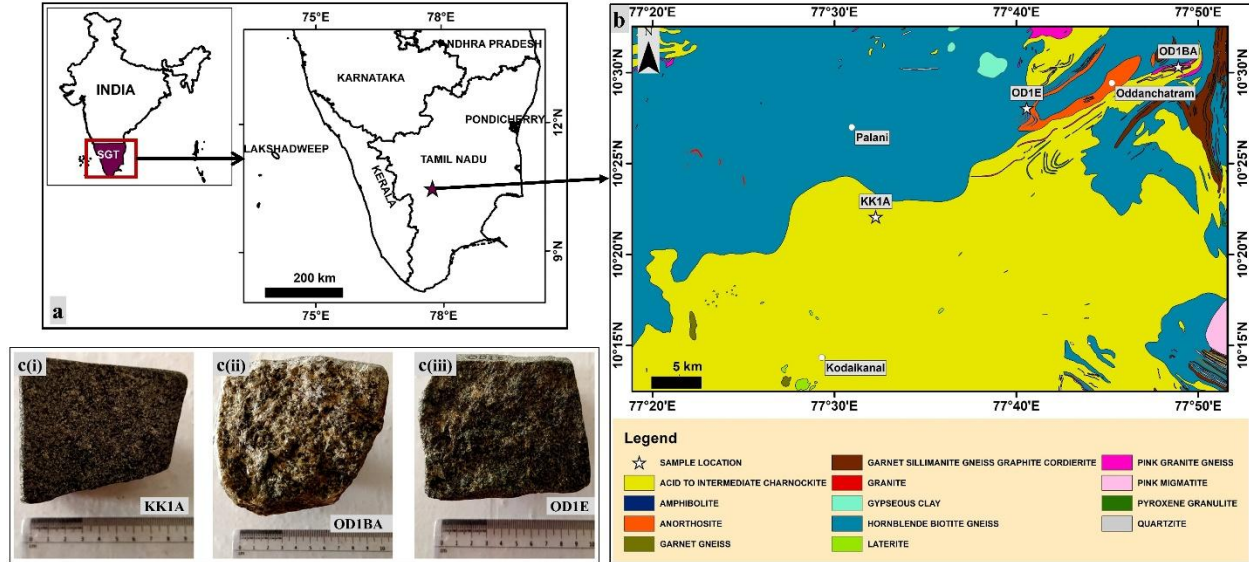 75°E
78°E
INDIA
SGT
KARNATAKA
ANDHRA PRADESH
PONDICHERRY
12°N
LAKSHADWEEP
TAMIL NADU
KERALA
9°N
200 km
75°E
78°E
a
b
77°20'E
77°30'E
77°40'E
77°50'E
N
10°30'N
10°30'N
OD1BA
OD1E
Oddanchatram
Palani
10°25'N
10°25'N
KK1A
10°20'N
10°20'N
10°15'N
10°15'N
Kodaikanal
5 km
77°20'E
77°30'E
77°40'E
77°50'E
c(i)
KK1A
c(ii)
OD1BA
c(iii)
OD1E
Legend
SAMPLE LOCATION
ACID TO INTERMEDIATE CHARNOCKITE
AMPHIBOLITE
ANORTHOSITE
GARNET GNEISS
GARNET SILLIMANITE GNEISS GRAPHITE CORDIERITE
GRANITE
GYPSEOUS CLAY
HORNBLENDE BIOTITE GNEISS
LATERITE
PINK GRANITE GNEISS
PINK MIGMATITE
PYROXENE GRANULITE
QUARTZITE